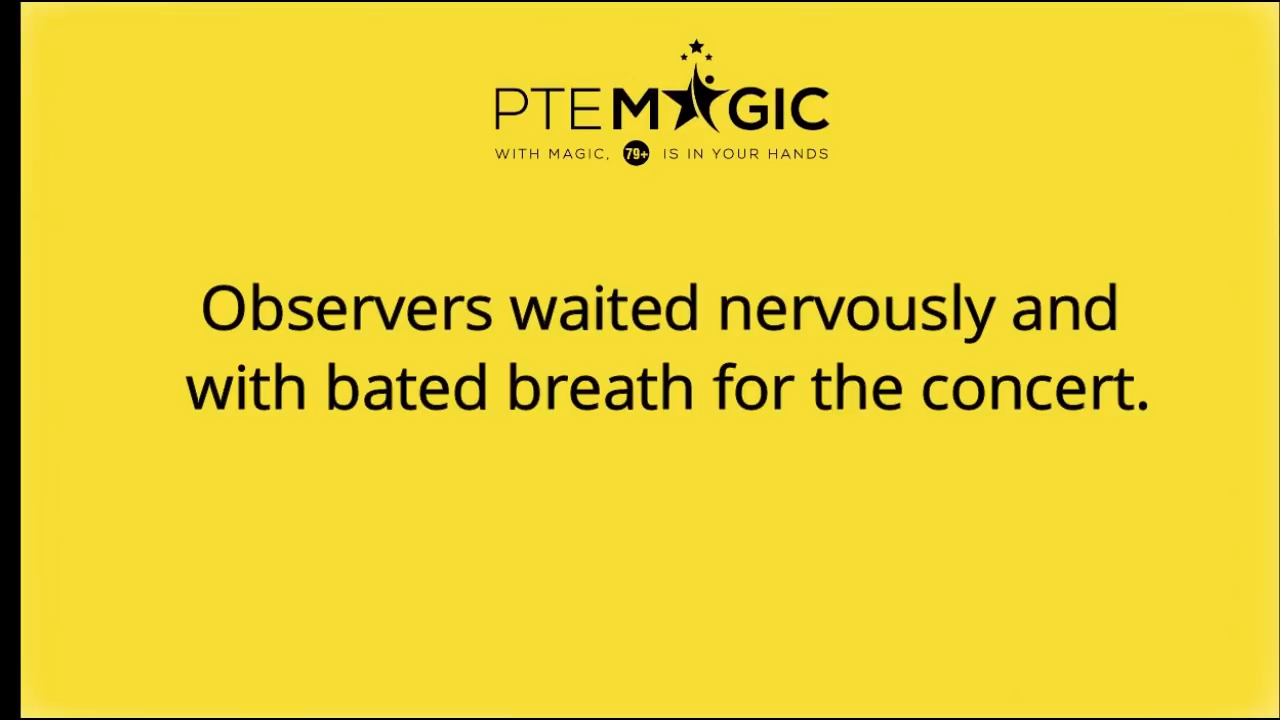 PTEMAGIC
WITH MAGIC, 79+ IS IN YOUR HANDS
Observers waited nervously and
with bated breath for the concert.